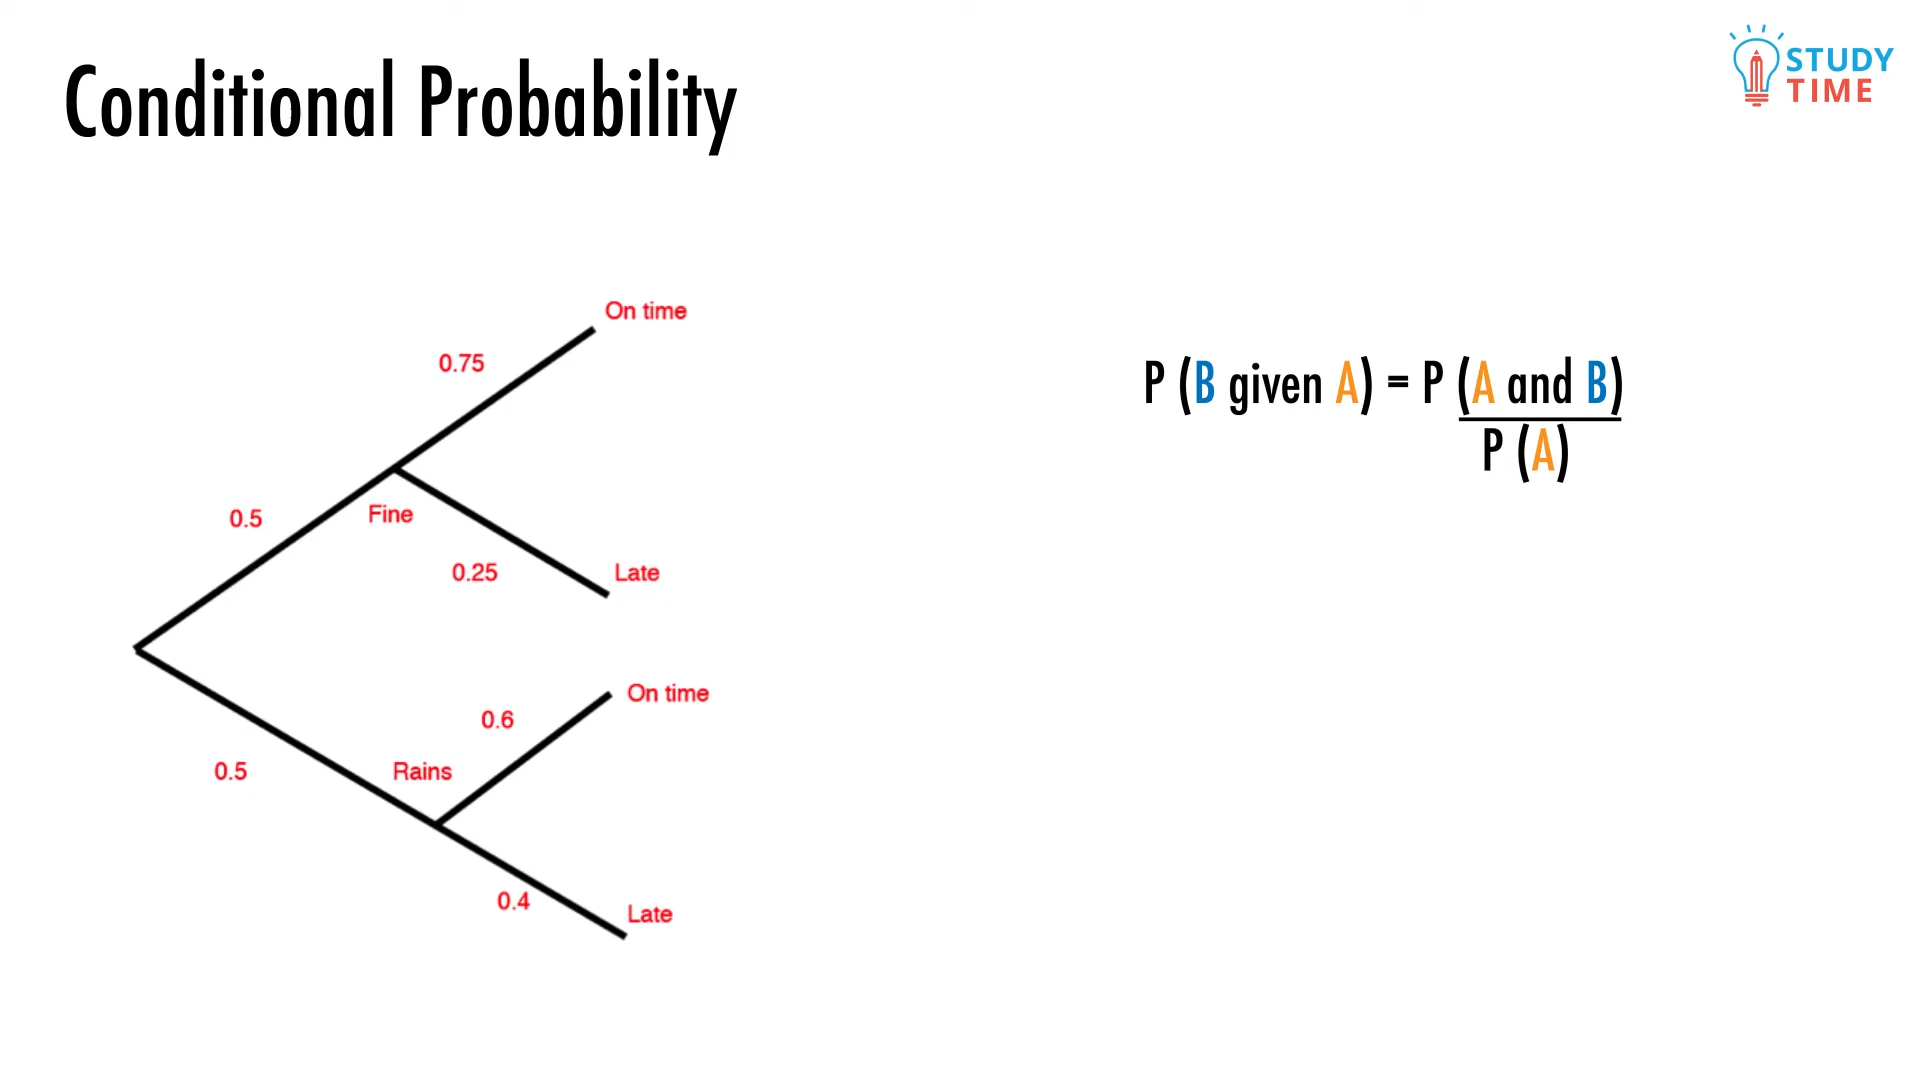 Conditional Probability
STUDY
TIME
On time
0.75
P (B given A) = P (A and B)
P (A)
0.5
Fine
0.25
Late
On time
0.6
0.5
Rains
0.4
Late